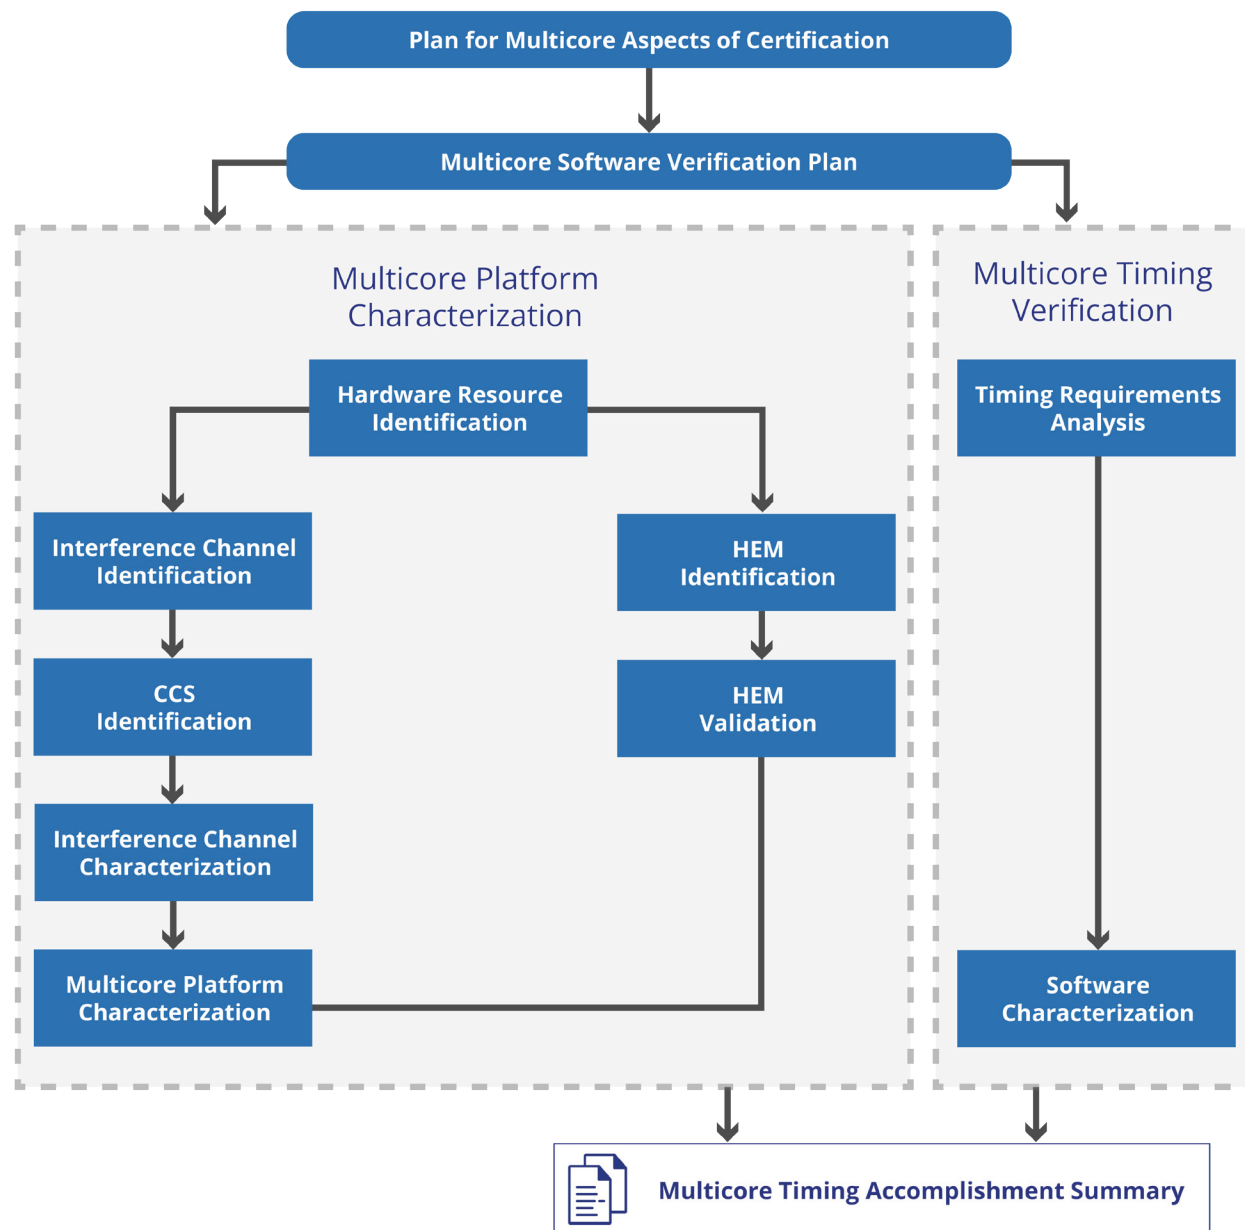 Plan for Multicore Aspects of Certification
Multicore Software Verification Plan
Multicore Platform
Characterization
Hardware Resource
Identification
Interference Channel
Identification
CCS
Identification
Interference Channel
Characterization
Multicore Platform
Characterization
HEM
Identification
HEM
Validation
Multicore Timing
Verification
Timing Requirements
Analysis
Software
Characterization
Multicore Timing Accomplishment Summary